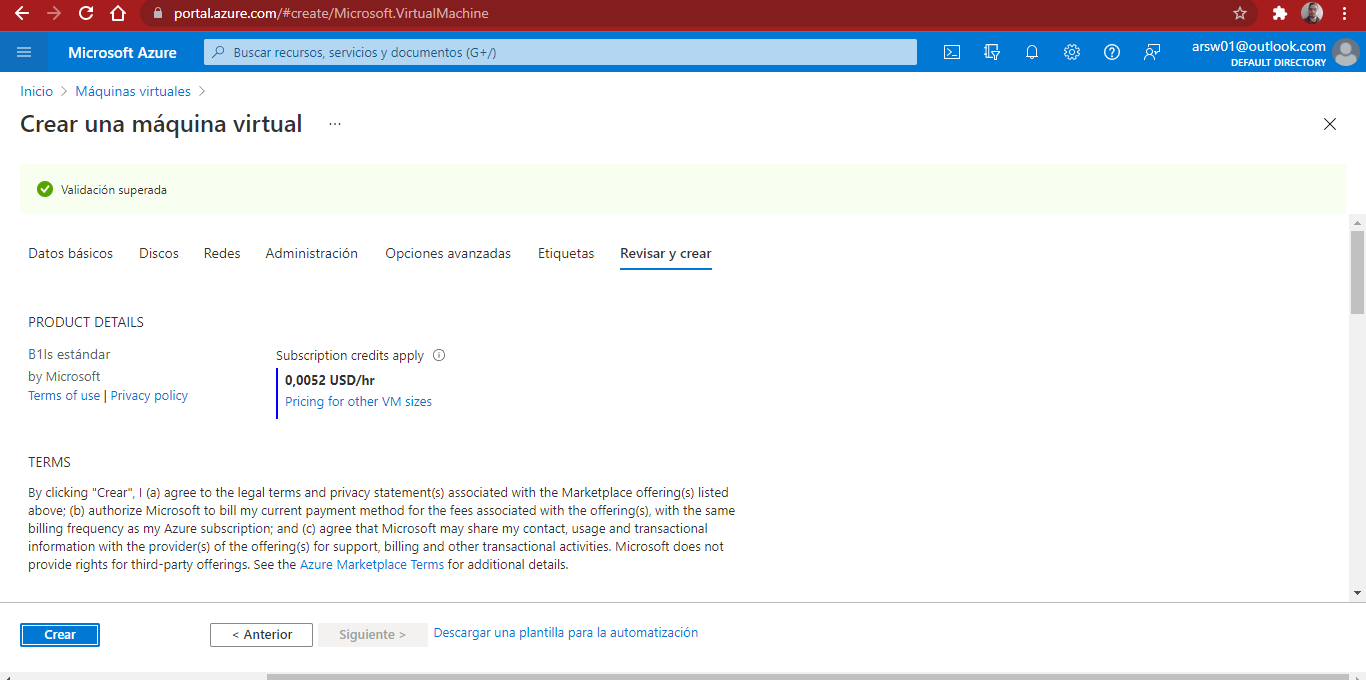 portal.azure.com/#create/Microsoft.VirtualMachine
Microsoft Azure
Buscar recursos, servicios y documentos (G+/)
arsw01@outlook.com
DEFAULT DIRECTORY
Inicio > Máquinas virtuales >
Crear una máquina virtual ...
Validación superada
Datos básicos Discos Redes Administración Opciones avanzadas Etiquetas Revisar y crear
PRODUCT DETAILS
B1ls estándar
by Microsoft
Terms of use | Privacy policy
Subscription credits apply
0,0052 USD/hr
Pricing for other VM sizes
TERMS
By clicking "Crear", I (a) agree to the legal terms and privacy statement(s) associated with the Marketplace offering(s) listed
above; (b) authorize Microsoft to bill my current payment method for the fees associated with the offering(s), with the same
billing frequency as my Azure subscription; and (c) agree that Microsoft may share my contact, usage and transactional
information with the provider(s) of the offering(s) for support, billing and other transactional activities. Microsoft does not
provide rights for third-party offerings. See the Azure Marketplace Terms for additional details.
Crear < Anterior Siguiente > Descargar una plantilla para la automatización